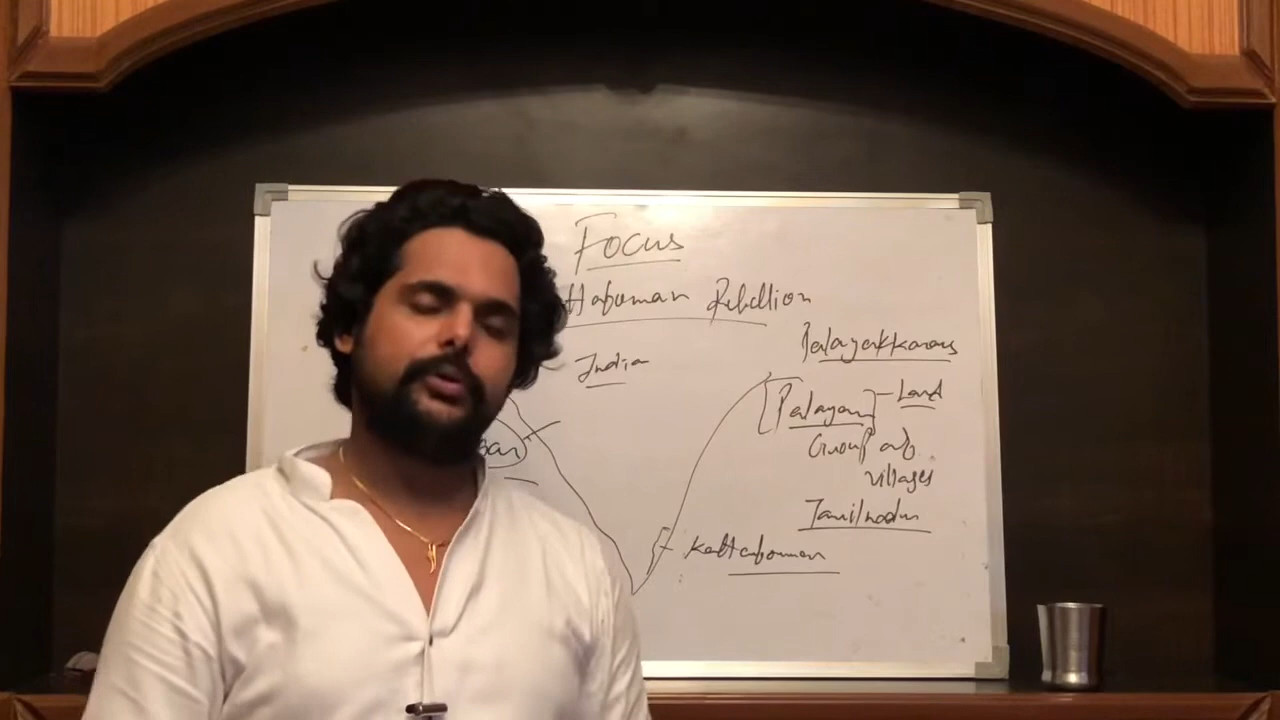 Focus
Rebellion
India
Palayakkarars
Palayam Land
Group of
villages
Tamilnadu
Kattabomman